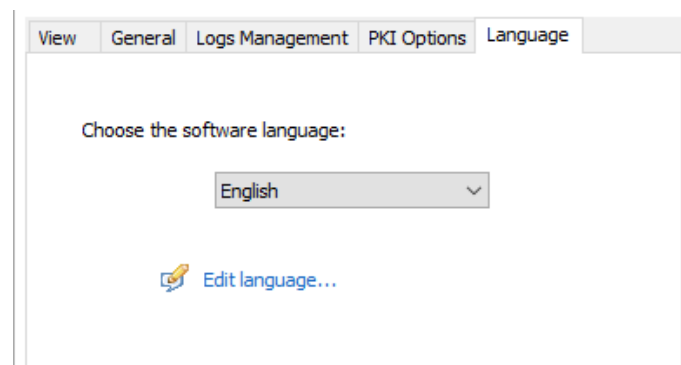 View General Logs Management PKI Options Language
Choose the software language:
English
Edit language...